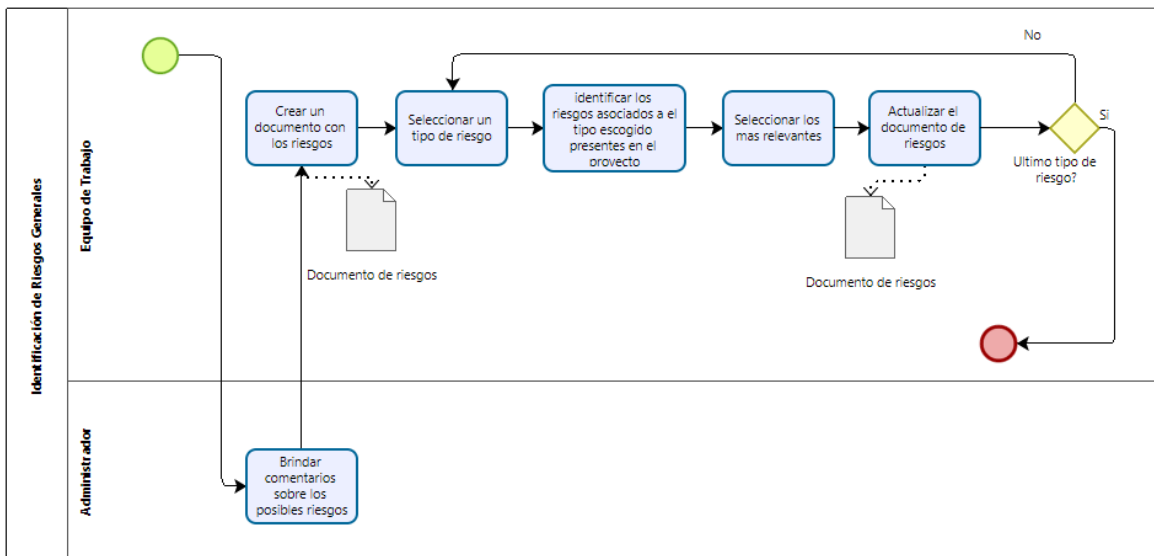 Identificación de Riesgos Generales
Equipo de Trabajo
No
Crear un
documento con
los riesgos
Seleccionar un
tipo de riesgo
identificar los
riesgos asociados a el
tipo escogido
presentes en el
proyecto
Seleccionar los
mas relevantes
Actualizar el
documento de
riesgos
Si
Ultimo tipo de
riesgo?
Documento de riesgos
Documento de riesgos
Administrador
Brindar
comentarios
sobre los
posibles riesgos